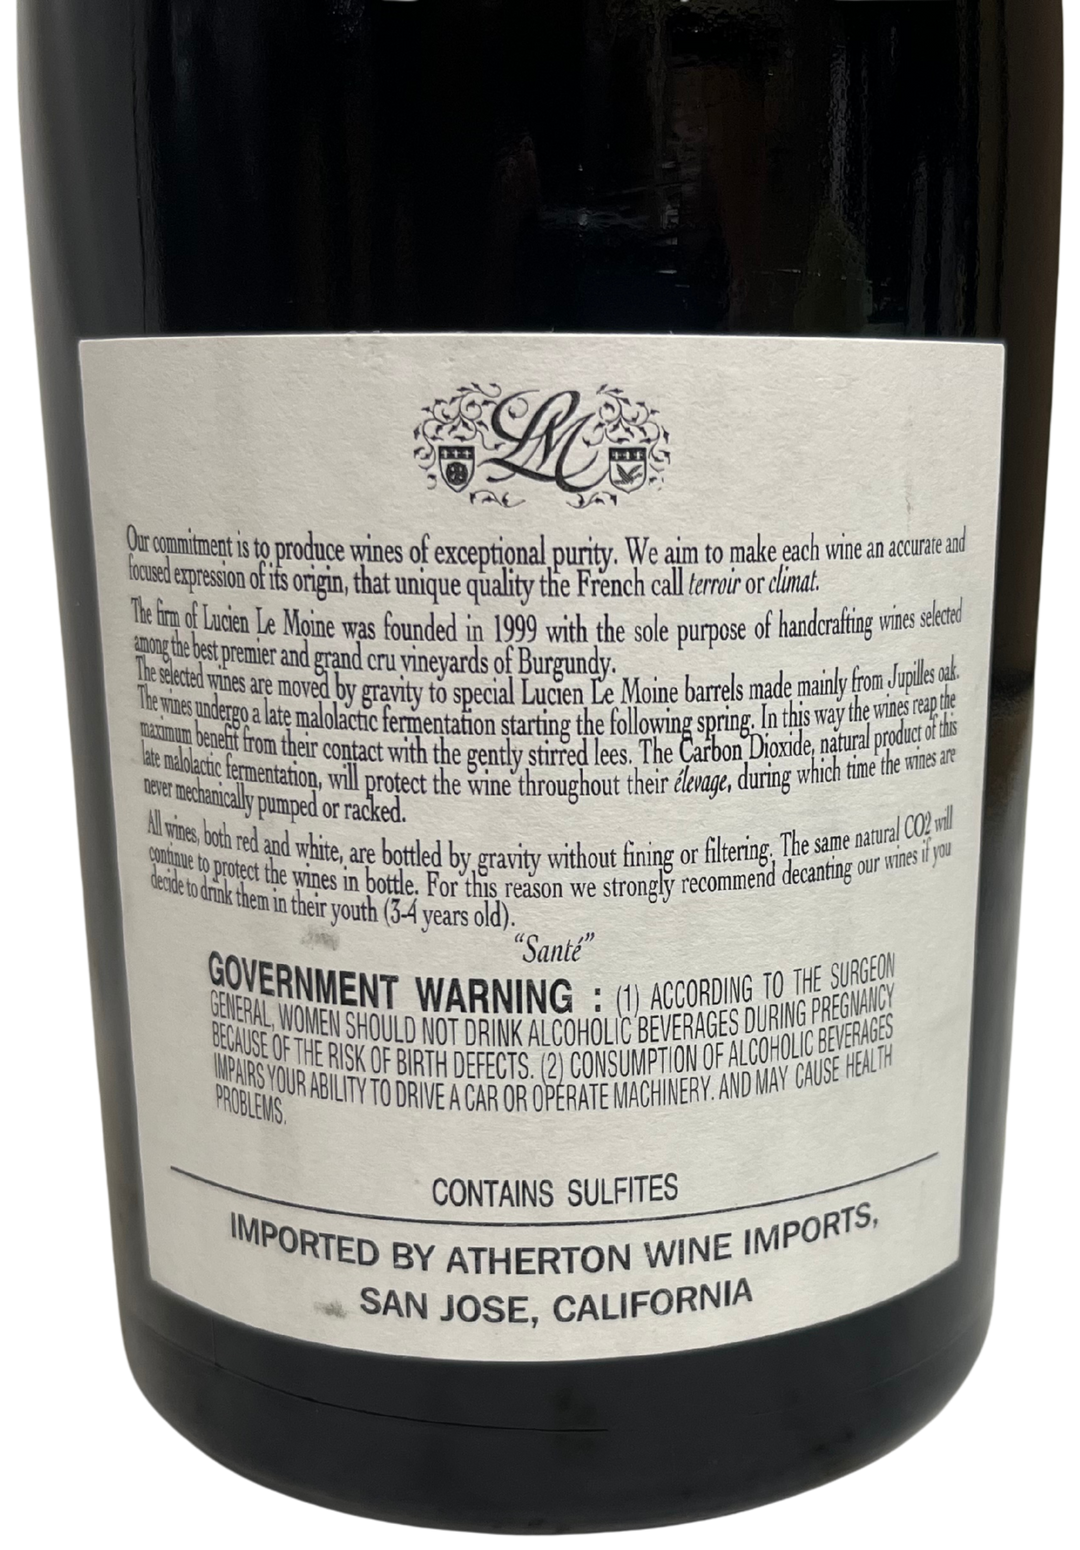 LM
Our commitment is to produce wines of exceptional purity. We aim to make each wine an accurate and
focused expression of its origin, that unique quality the French call terroir or climat.
The firm of Lucien Le Moine was founded in 1999 with the sole purpose of handcrafting wines selected
among the best premier and grand cru vineyards of Burgundy.
The selected wines are moved by gravity to special Lucien Le Moine barrels made mainly from Jupilles oak.
The wines undergo a late malolactic fermentation starting the following spring. In this way the wines reap the
maximum benefit from their contact with the gently stirred lees. The Carbon Dioxide, natural product of this
late malolactic fermentation, will protect the wine throughout their élevage, during which time the wines are
never mechanically pumped or racked.
All wines, both red and white, are bottled by gravity without fining or filtering. The same natural CO2 will
continue to protect the wines in bottle. For this reason we strongly recommend decanting our wines if you
decide to drink them in their youth (3-4 years old).
“Santé”
GOVERNMENT WARNING : (1) ACCORDING TO THE SURGEON
GENERAL, WOMEN SHOULD NOT DRINK ALCOHOLIC BEVERAGES DURING PREGNANCY
BECAUSE OF THE RISK OF BIRTH DEFECTS. (2) CONSUMPTION OF ALCOHOLIC BEVERAGES
IMPAIRS YOUR ABILITY TO DRIVE A CAR OR OPERATE MACHINERY. AND MAY CAUSE HEALTH
PROBLEMS.
CONTAINS SULFITES
IMPORTED BY ATHERTON WINE IMPORTS,
SAN JOSE, CALIFORNIA